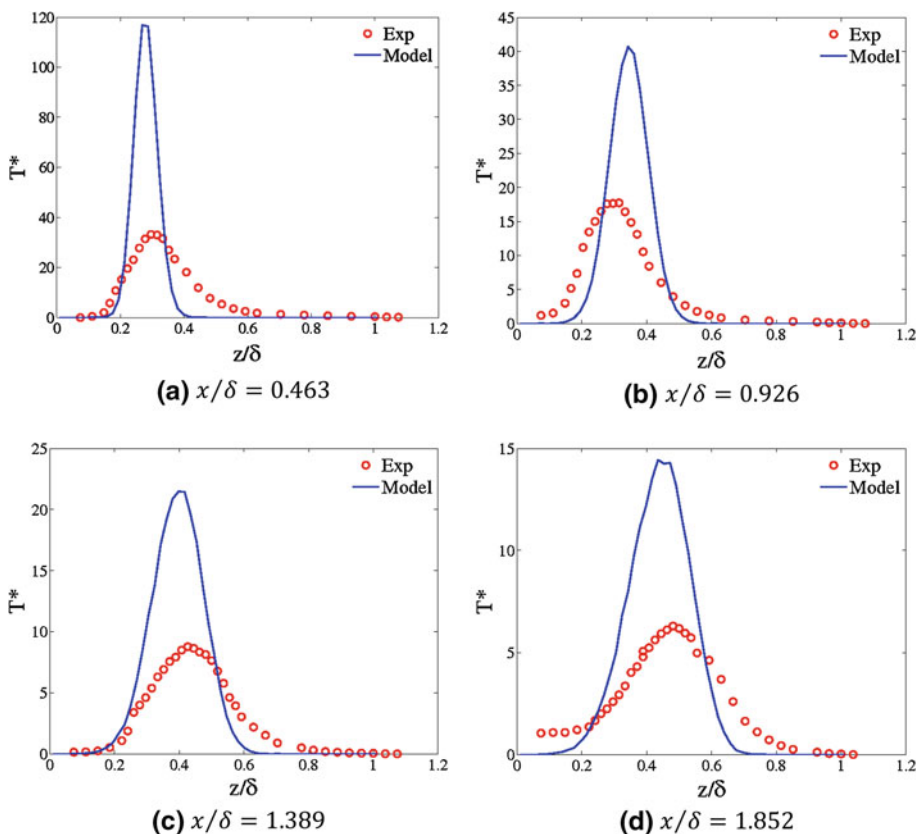 120
100
80
60
40
20
0
T*
0
0.2
0.4
0.6
0.8
1
1.2
z/δ
Exp
Model
(a) x/δ = 0.463
45
40
35
30
25
20
15
10
5
0
T*
0
0.2
0.4
0.6
0.8
1
1.2
z/δ
Exp
Model
(b) x/δ = 0.926
25
20
15
10
5
0
T*
0
0.2
0.4
0.6
0.8
1
1.2
z/δ
Exp
Model
(c) x/δ = 1.389
15
10
5
0
T*
0
0.2
0.4
0.6
0.8
1
1.2
z/δ
Exp
Model
(d) x/δ = 1.852